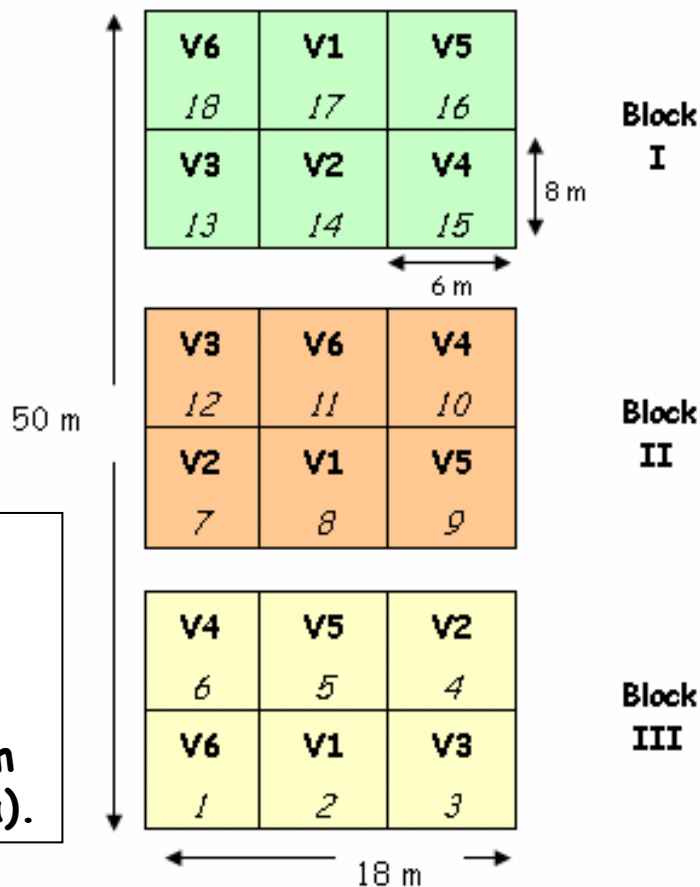 V6 V1 V5
18 17 16
Block
I
V3 V2 V4
13 14 15
8 m
6 m
V3 V6 V4
12 11 10
50 m
Block
II
V2 V1 V5
7 8 9
V4 V5 V2
6 5 4
Block
III
V6 V1 V3
1 2 3
).
18 m